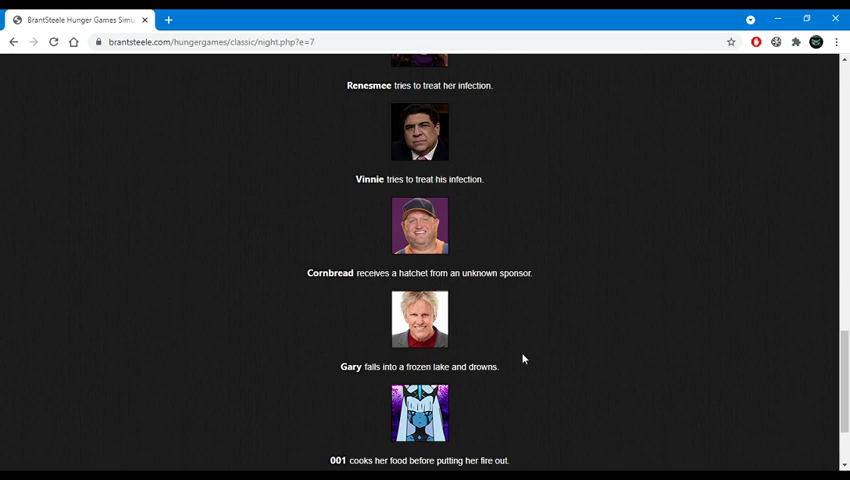 BrantSteele Hunger Games Simu
brantsteele.com/hungergames/classic/night.php?e=7
Renesmee tries to treat her infection.
Vinnie tries to treat his infection.
Cornbread receives a hatchet from an unknown sponsor.
Gary falls into a frozen lake and drowns.
001 cooks her food before putting her fire out.